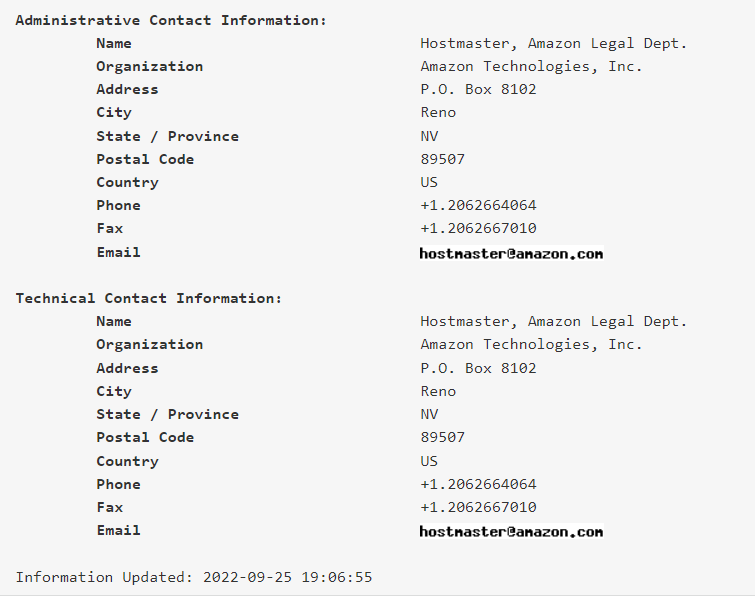 Administrative Contact Information:
Name Hostmaster, Amazon Legal Dept.
Organization Amazon Technologies, Inc.
Address P.O. Box 8102
City Reno
State / Province NV
Postal Code 89507
Country US
Phone +1.2062664064
Fax +1.2062667010
Email hostmaster@amazon.com
Technical Contact Information:
Name Hostmaster, Amazon Legal Dept.
Organization Amazon Technologies, Inc.
Address P.O. Box 8102
City Reno
State / Province NV
Postal Code 89507
Country US
Phone +1.2062664064
Fax +1.2062667010
Email hostmaster@amazon.com
Information Updated: 2022-09-25 19:06:55